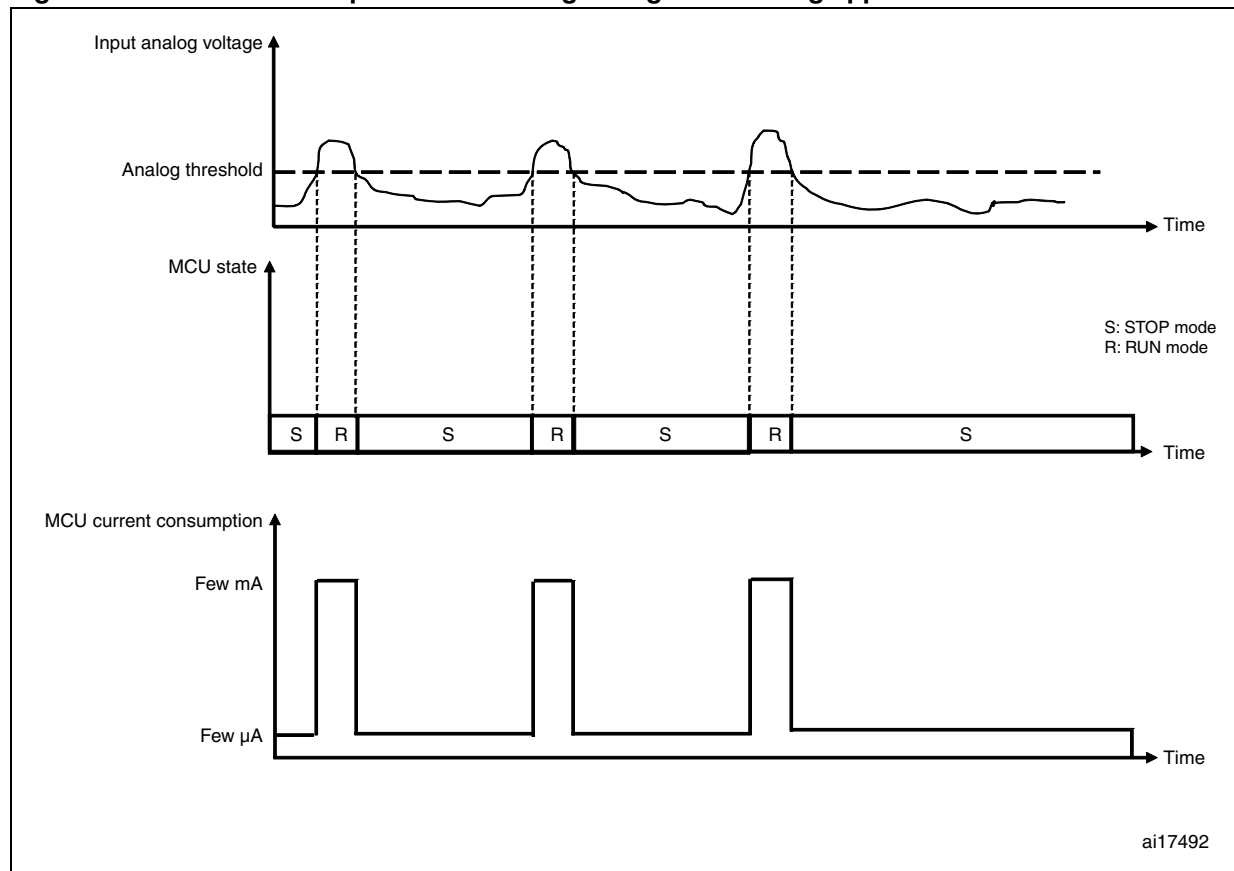 Input analog voltage
Analog threshold
Time
MCU state
S: STOP mode
R: RUN mode
S R S R S R S
Time
MCU current consumption
Few mA
Few µA
Time
ai17492